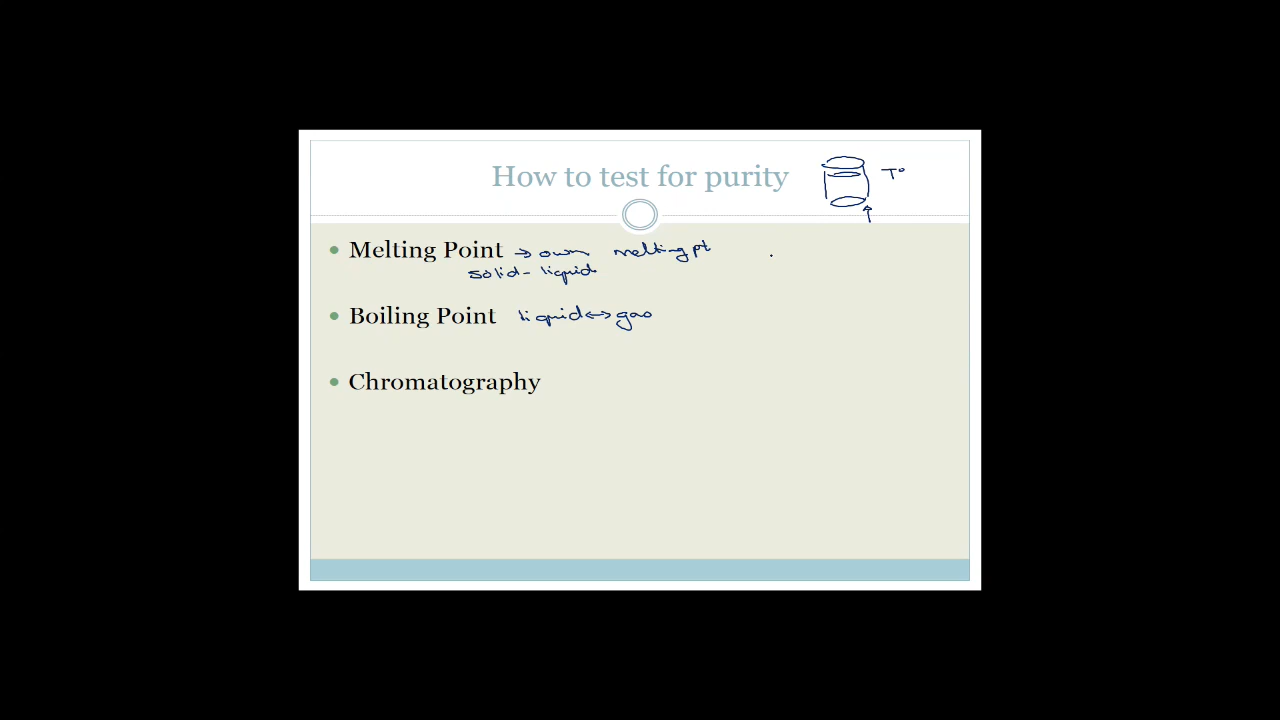 How to test for purity
T°
Melting Point → own melting pt
solid - liquid
Boiling Point liquid ↔ gas
Chromatography